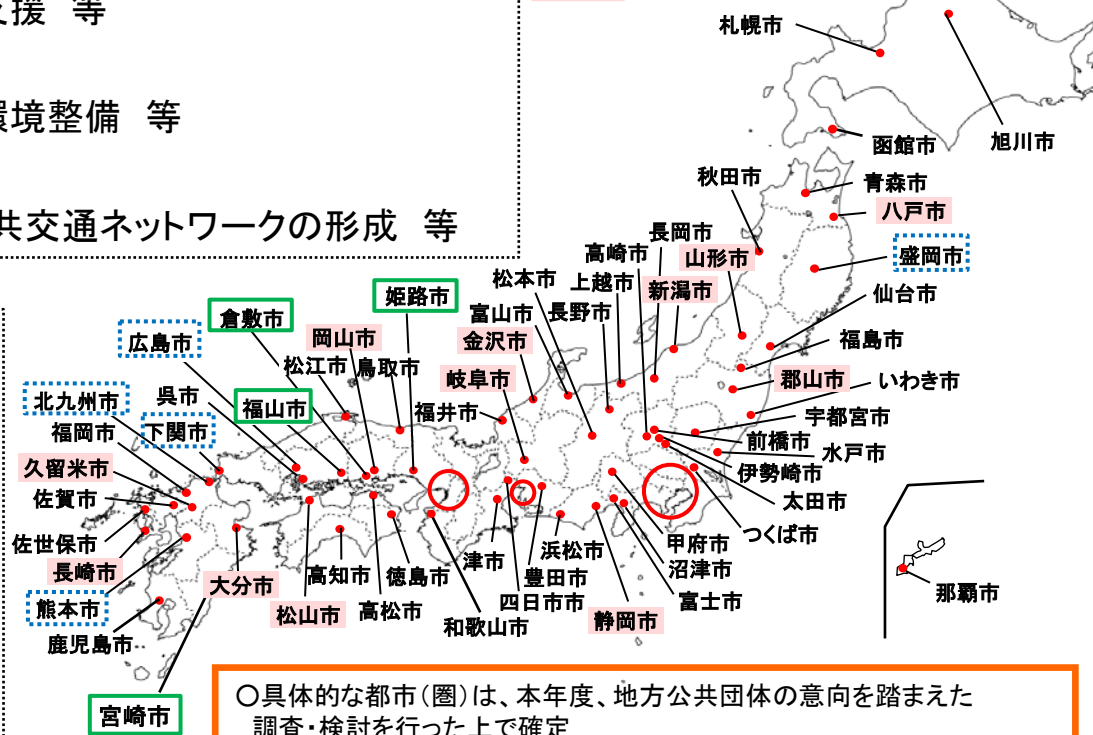 支援 等
環境整備 等
共交通ネットワークの形成 等
札幌市
旭川市
函館市
青森市
秋田市
八戸市
盛岡市
仙台市
長岡市
高崎市
山形市
松本市
上越市
新潟市
富山市
長野市
金沢市
岐阜市
福井市
福島市
郡山市
いわき市
宇都宮市
前橋市
水戸市
伊勢崎市
太田市
つくば市
甲府市
沼津市
富士市
姫路市
倉敷市
岡山市
広島市
松江市
鳥取市
北九州市
呉市
福山市
福岡市
下関市
久留米市
佐賀市
佐世保市
長崎市
熊本市
鹿児島市
大分市
宮崎市
高知市
徳島市
松山市
高松市
和歌山市
津市
四日市市
豊田市
浜松市
静岡市
那覇市
〇具体的な都市(圏)は、本年度、地方公共団体の意向を踏まえた
調査・検討を行った上で確定